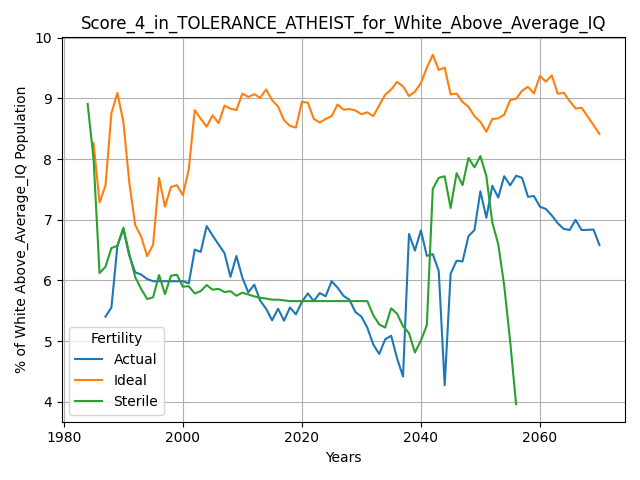 Score_4_in_TOLERANCE_ATHEIST_for_White_Above_Average_IQ
% of White Above_Average_IQ Population
10
9
8
7
6
5
4
Fertility
Actual
Ideal
Sterile
1980 2000 2020 2040 2060
Years